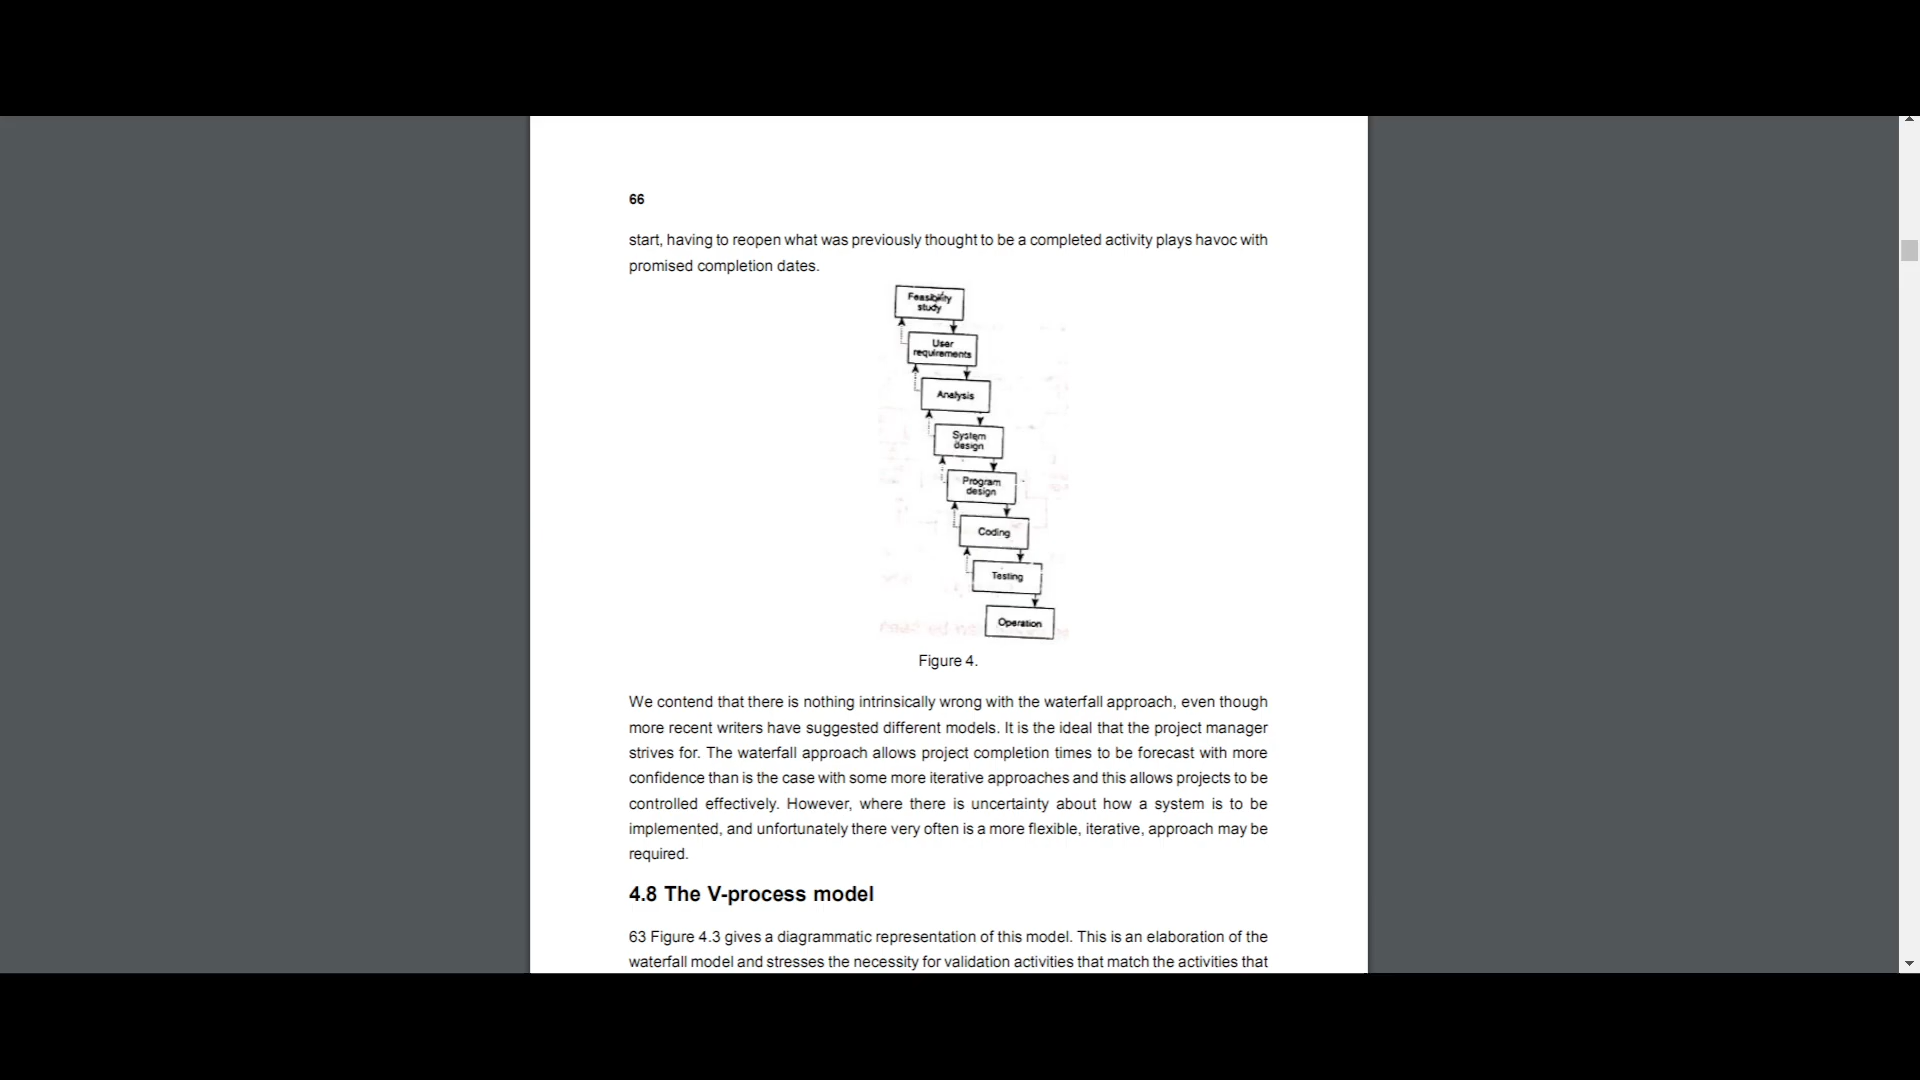 66
start, having to reopen what was previously thought to be a completed activity plays havoc with
promised completion dates.
Feasibility
study
User
requirements
Analysis
System
design
Program
design
Coding
Testing
Operation
Figure 4.
We contend that there is nothing intrinsically wrong with the waterfall approach, even though
more recent writers have suggested different models. It is the ideal that the project manager
strives for. The waterfall approach allows project completion times to be forecast with more
confidence than is the case with some more iterative approaches and this allows projects to be
controlled effectively. However, where there is uncertainty about how a system is to be
implemented, and unfortunately there very often is a more flexible, iterative, approach may be
required.
4.8 The V-process model
63 Figure 4.3 gives a diagrammatic representation of this model. This is an elaboration of the
waterfall model and stresses the necessity for validation activities that match the activities that